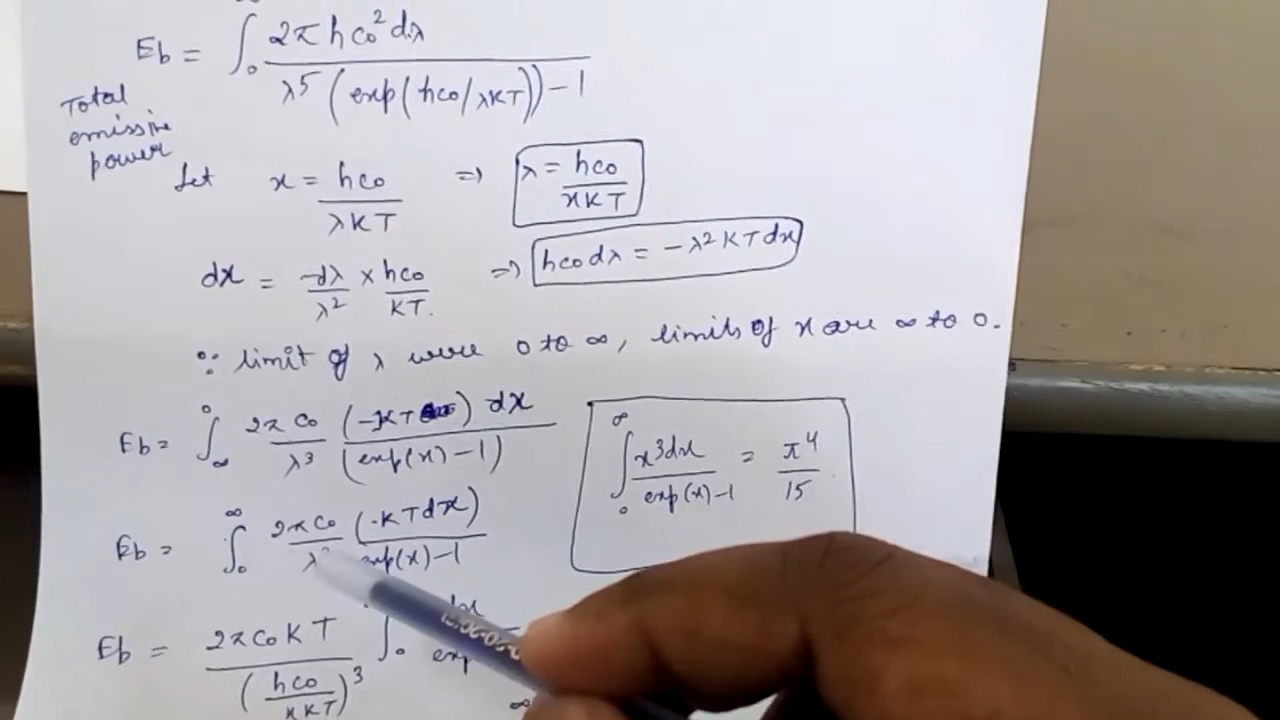 Eb = ∫₀^∞ 2πhc₀²dλ / λ⁵(exp(hc₀/λKT))−1
Total
emissive
power
Let x = hc₀/λKT ⇒ λ = hc₀/xKT
dx = −dλ/λ² × hc₀/KT. ⇒ hc₀dλ = −λ²KTdx
∵ limit of λ were 0 to ∞, limits of x are ∞ to 0.
Eb = ∫_∞^0 2πc₀/λ³ (−KT) dx/(exp(x)−1)
∫₀^∞ x³dx/exp(x)−1 = π⁴/15
Eb = ∫₀^∞ 2πc₀/λ (-KTdx)/exp(x)−1
Eb = 2πc₀KT/(hc₀/xKT)³ ∫₀ dx/exp
∞